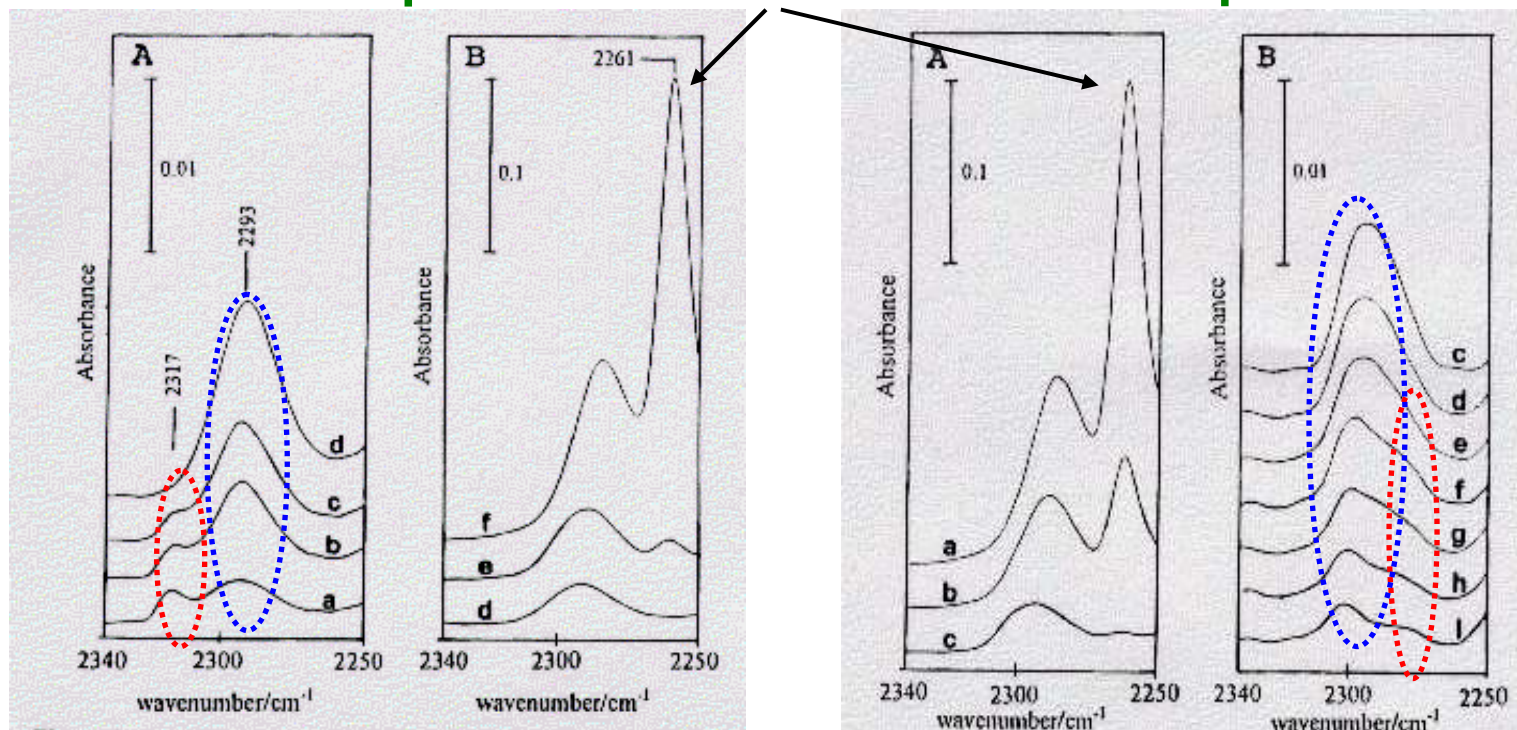 A
0.01
2293
2317
Absorbance
d
c
b
a
2340
2300
2250
wavenumber/cm-1
B
2261
0.1
Absorbance
f
e
d
2340
2300
2250
wavenumber/cm-1
A
0.1
Absorbance
a
b
c
2340
2300
2250
wavenumber/cm-1
B
0.01
Absorbance
c
d
e
f
g
h
i
2340
2300
2250
wavenumber/cm-1